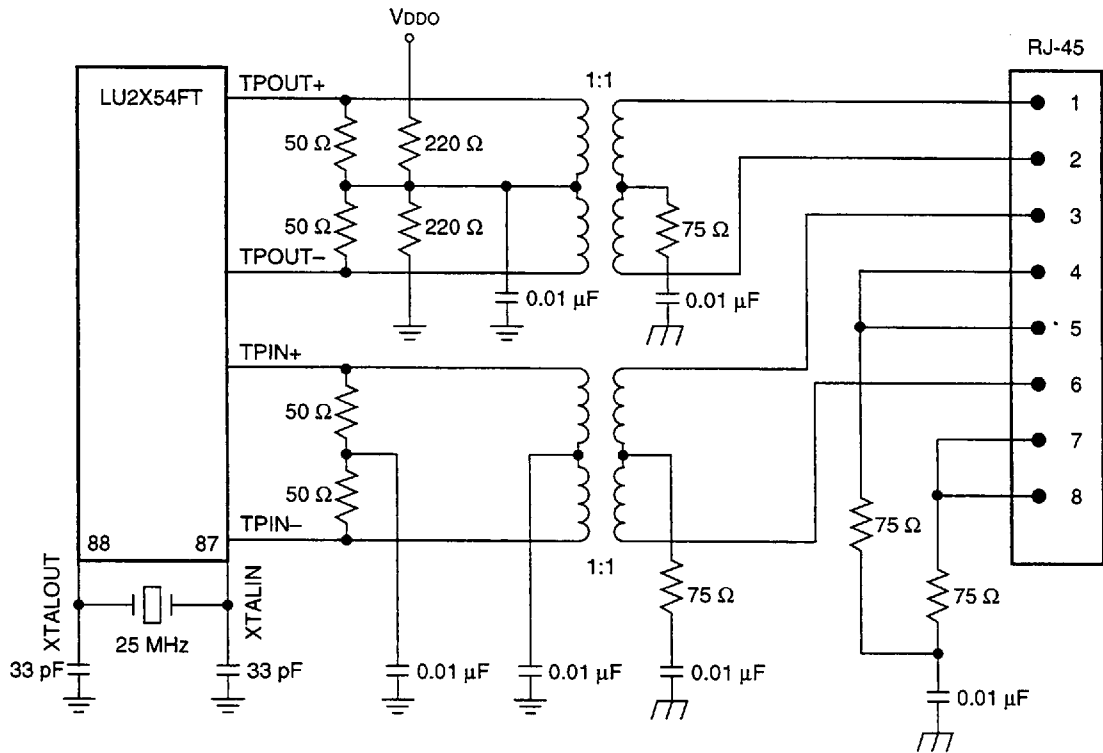 VDDO
RJ-45
LU2X54FT
TPOUT+
1:1
1
50 Ω
220 Ω
2
50 Ω
220 Ω
75 Ω
3
TPOUT–
4
0.01 µF
0.01 µF
5
TPIN+
6
50 Ω
7
50 Ω
8
TPIN–
75 Ω
88
87
1:1
XTALOUT
XTALIN
75 Ω
75 Ω
25 MHz
33 pF
33 pF
0.01 µF
0.01 µF
0.01 µF
0.01 µF